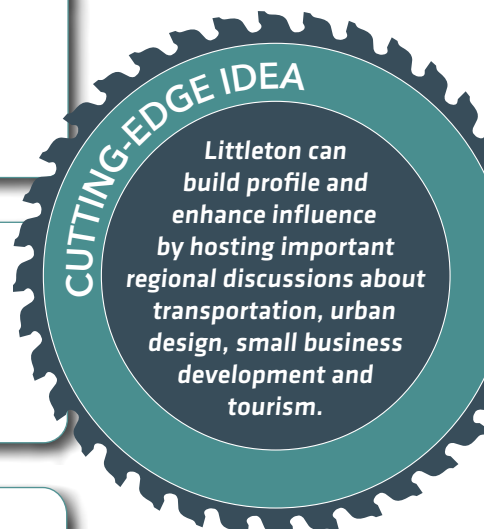 CUTTING-EDGE IDEA
Littleton can
build profile and
enhance influence
by hosting important
regional discussions about
transportation, urban
design, small business
development and
tourism.